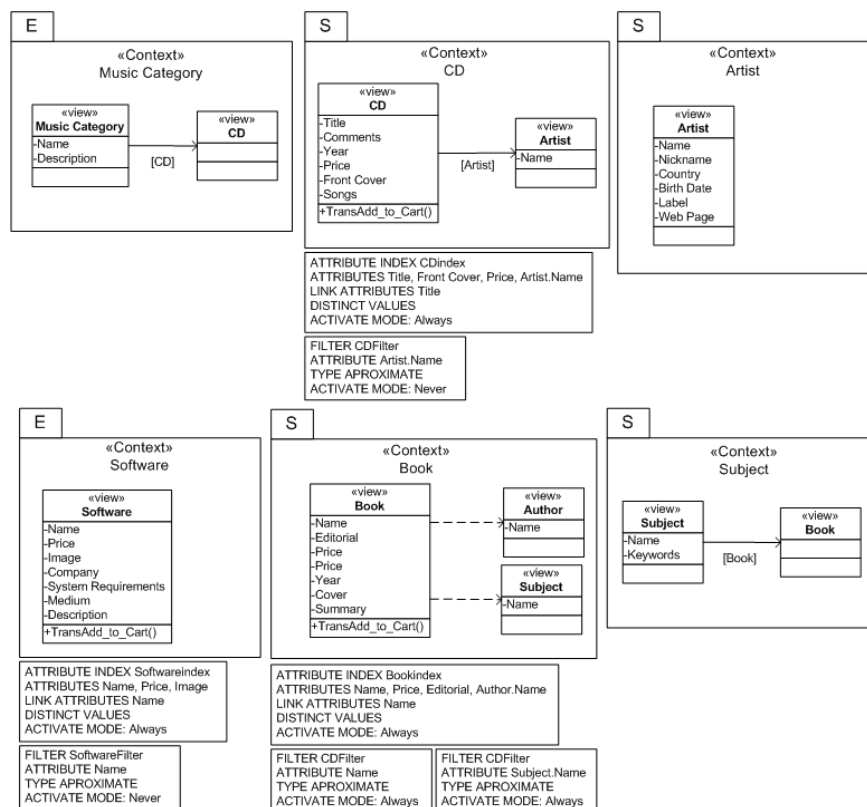 E
«Context»
Music Category
«view»
Music Category
-Name
-Description
[CD]
«view»
CD
S
«Context»
CD
«view»
CD
-Title
-Comments
-Year
-Price
-Front Cover
-Songs
+TransAdd_to_Cart()
[Artist]
«view»
Artist
-Name
ATTRIBUTE INDEX CDindex
ATTRIBUTES Title, Front Cover, Price, Artist.Name
LINK ATTRIBUTES Title
DISTINCT VALUES
ACTIVATE MODE: Always
FILTER CDFilter
ATTRIBUTE Artist.Name
TYPE APROXIMATE
ACTIVATE MODE: Never
S
«Context»
Artist
«view»
Artist
-Name
-Nickname
-Country
-Birth Date
-Label
-Web Page
E
«Context»
Software
«view»
Software
-Name
-Price
-Image
-Company
-System Requirements
-Medium
-Description
+TransAdd_to_Cart()
ATTRIBUTE INDEX Softwareindex
ATTRIBUTES Name, Price, Image
LINK ATTRIBUTES Name
DISTINCT VALUES
ACTIVATE MODE: Always
FILTER SoftwareFilter
ATTRIBUTE Name
TYPE APROXIMATE
ACTIVATE MODE: Never
S
«Context»
Book
«view»
Book
-Name
-Editorial
-Price
-Price
-Year
-Cover
-Summary
+TransAdd_to_Cart()
«view»
Author
-Name
«view»
Subject
-Name
ATTRIBUTE INDEX Bookindex
ATTRIBUTES Name, Price, Editorial, Author.Name
LINK ATTRIBUTES Name
DISTINCT VALUES
ACTIVATE MODE: Always
FILTER CDFilter
ATTRIBUTE Name
TYPE APROXIMATE
ACTIVATE MODE: Always
FILTER CDFilter
ATTRIBUTE Subject.Name
TYPE APROXIMATE
ACTIVATE MODE: Always
S
«Context»
Subject
«view»
Subject
-Name
-Keywords
[Book]
«view»
Book